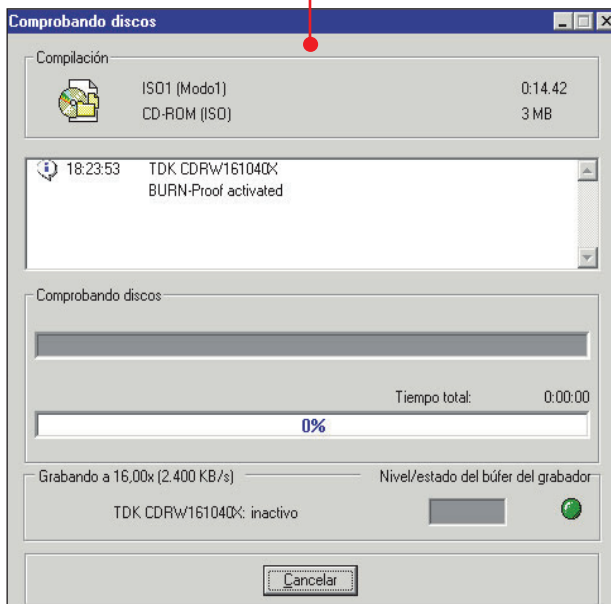 Comprobando discos
Compilación
ISO1 (Modo1) 0:14.42
CD-ROM (ISO) 3 MB
18:23:53 TDK CDRW161040X
BURN-Proof activated
Comprobando discos
Tiempo total: 0:00:00
0%
Grabando a 16,00x (2.400 KB/s) Nivel/estado del búfer del grabador
TDK CDRW161040X: inactivo
Cancelar